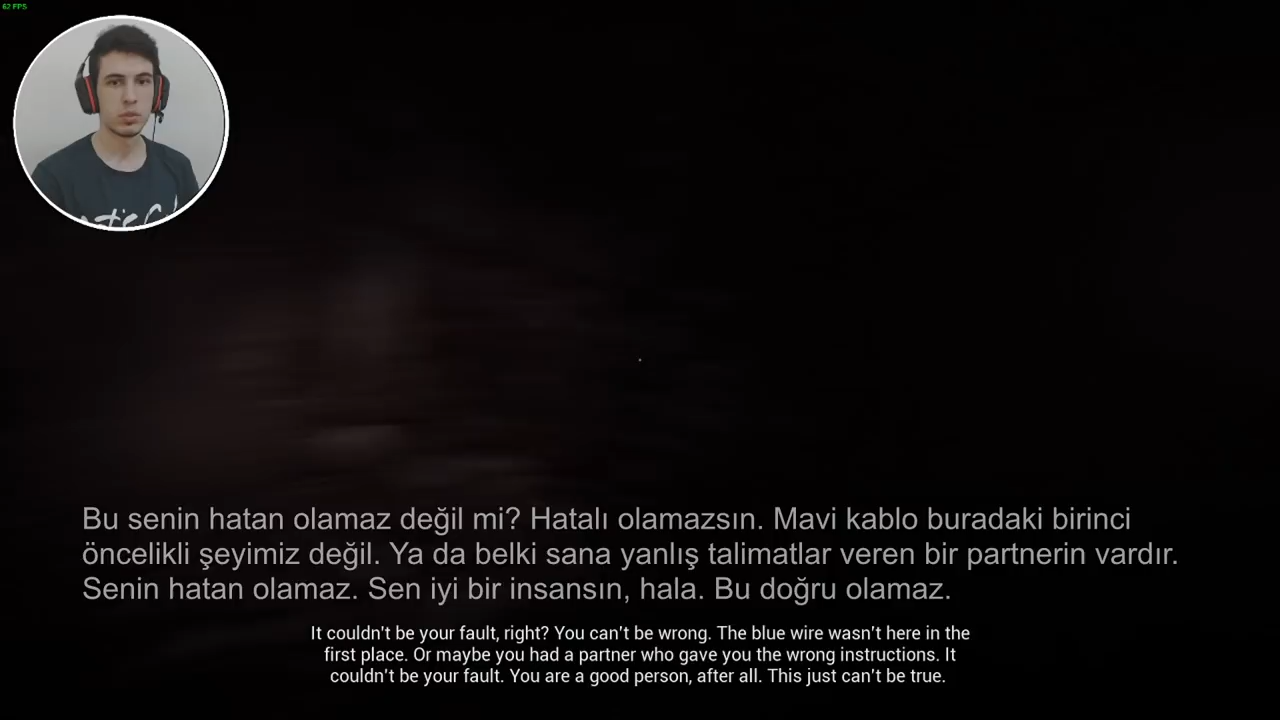 62 FPS
Bu senin hatan olamaz değil mi? Hatalı olamazsın. Mavi kablo buradaki birinci
öncelikli şeyimiz değil. Ya da belki sana yanlış talimatlar veren bir partnerin vardır.
Senin hatan olamaz. Sen iyi bir insansın, hala. Bu doğru olamaz.
It couldn't be your fault, right? You can't be wrong. The blue wire wasn't here in the
first place. Or maybe you had a partner who gave you the wrong instructions. It
couldn't be your fault. You are a good person, after all. This just can't be true.